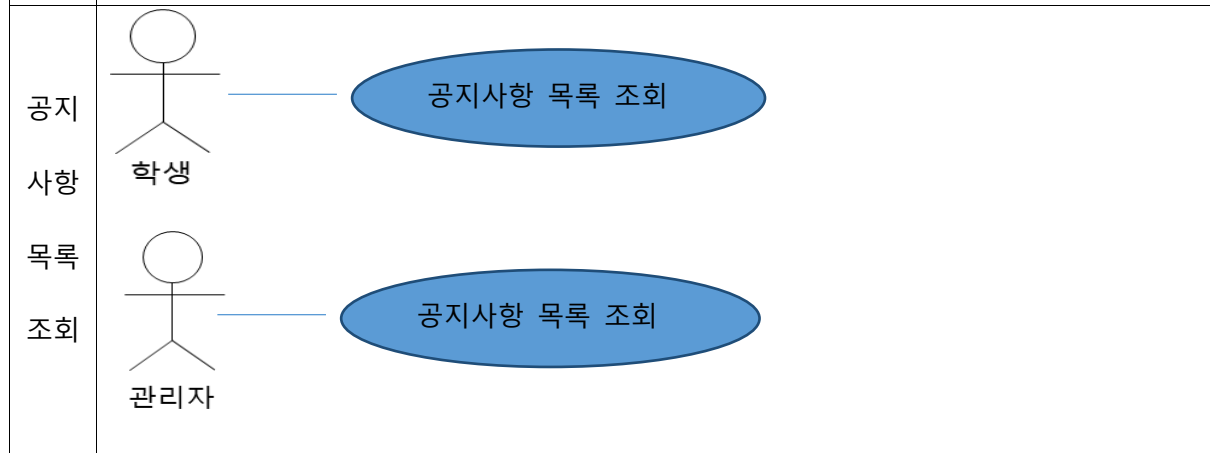 공지
사항
목록
조회
공지사항 목록 조회
학생
공지사항 목록 조회
관리자